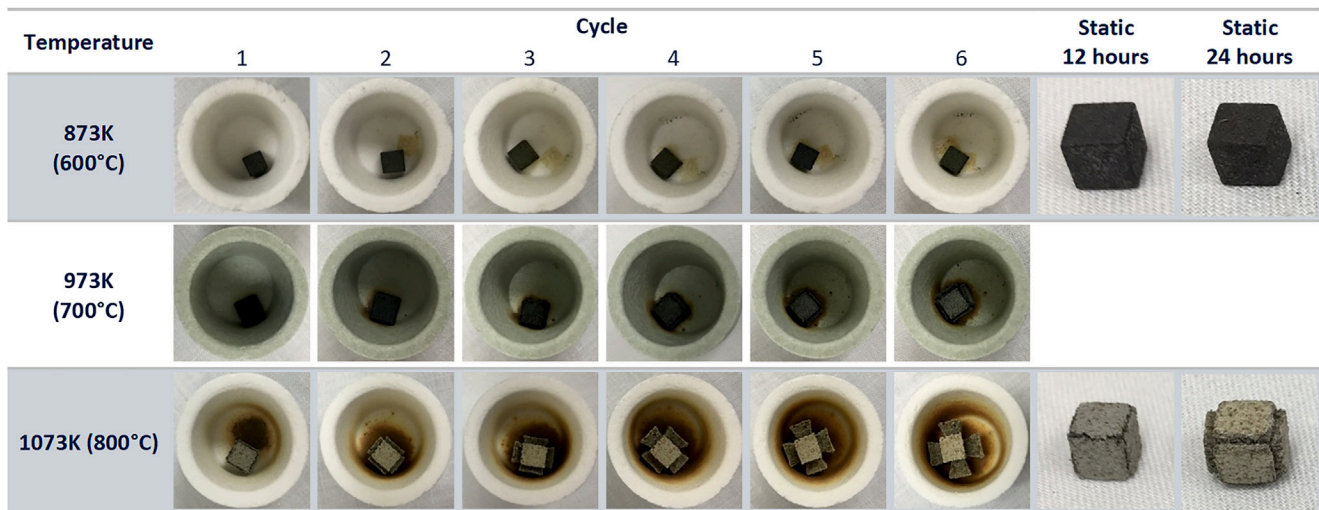 Temperature
Cycle
1 2 3 4 5 6
Static
12 hours
Static
24 hours
873K
(600°C)
973K
(700°C)
1073K (800°C)